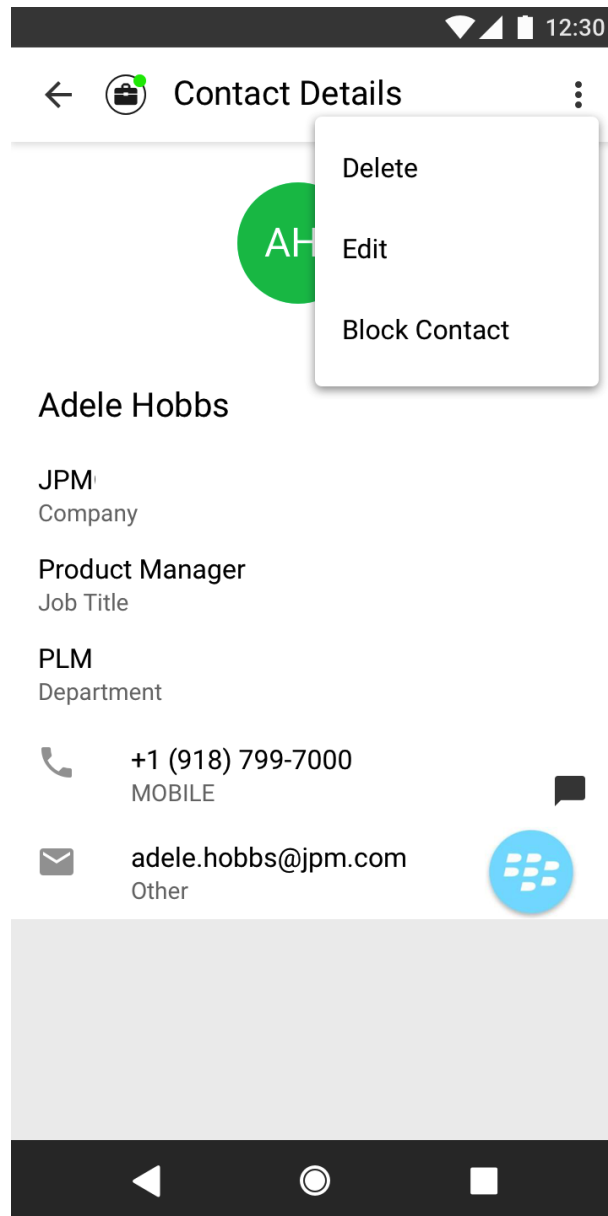 12:30
Contact Details
Delete
AH
Edit
Block Contact
Adele Hobbs
JPM
Company
Product Manager
Job Title
PLM
Department
+1 (918) 799-7000
MOBILE
adele.hobbs@jpm.com
Other